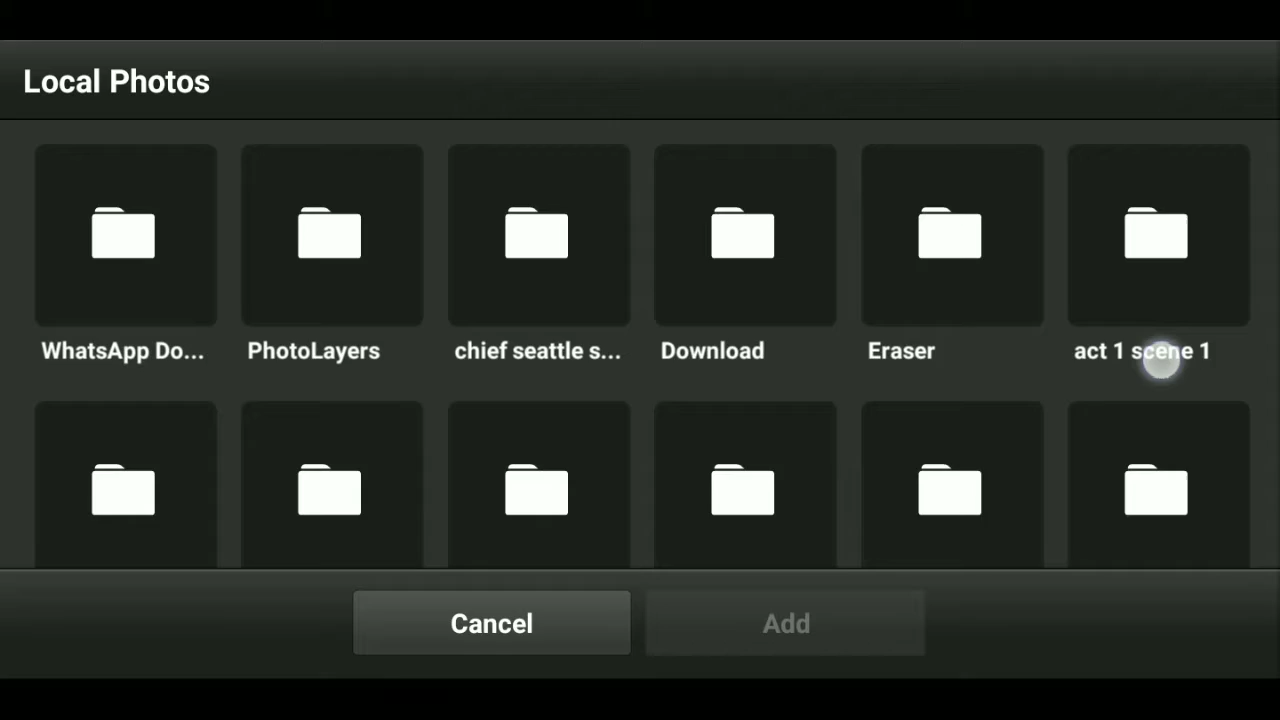 Local Photos
WhatsApp Do...
PhotoLayers
chief seattle s...
Download
Eraser
act 1 scene 1
Cancel
Add